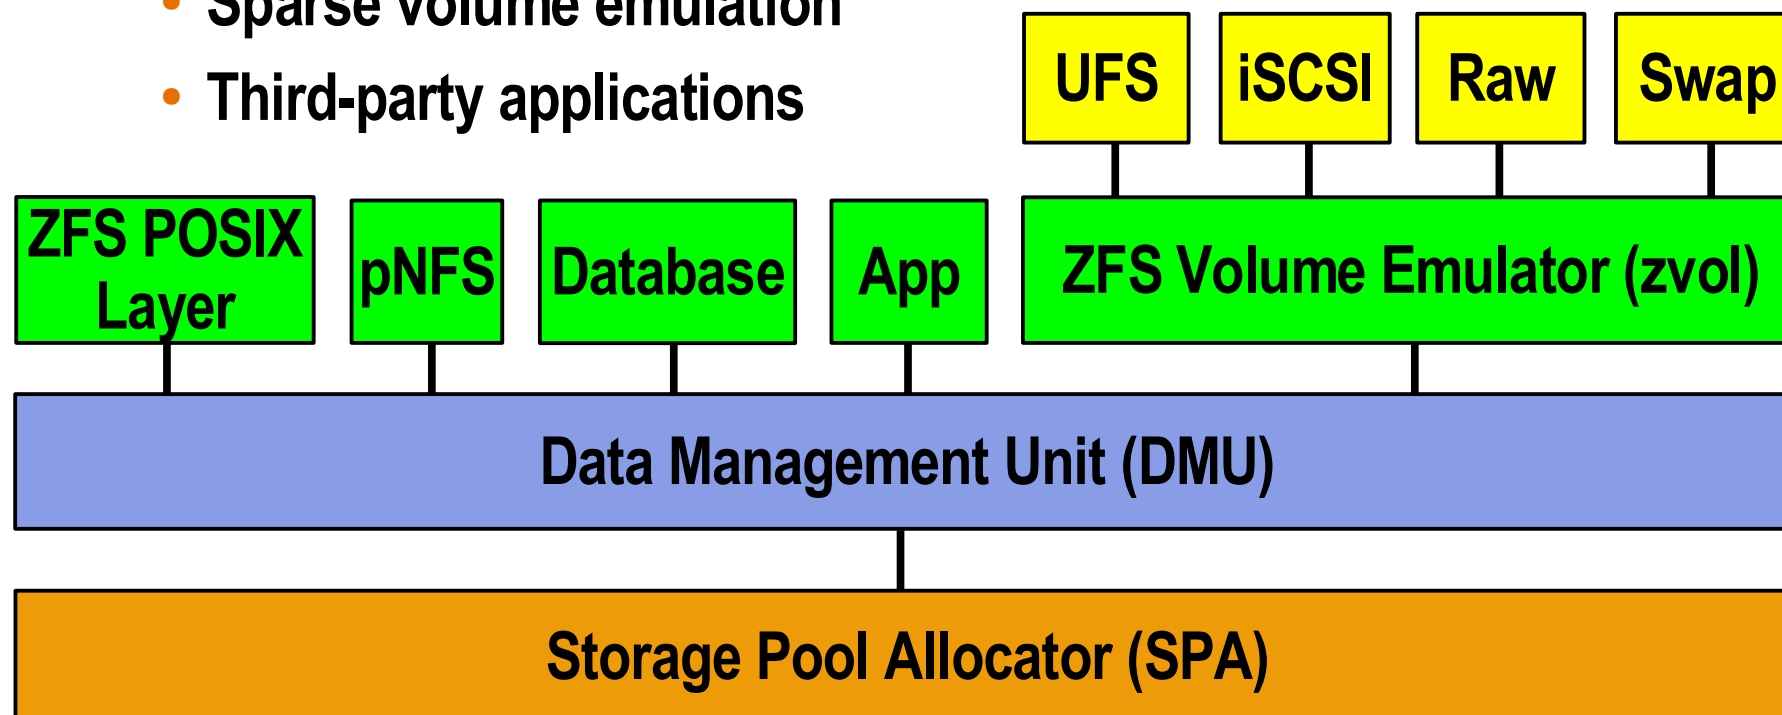 • Sparse volume emulation
• Third-party applications
UFS
iSCSI
Raw
Swap
ZFS POSIX
Layer
pNFS
Database
App
ZFS Volume Emulator (zvol)
Data Management Unit (DMU)
Storage Pool Allocator (SPA)